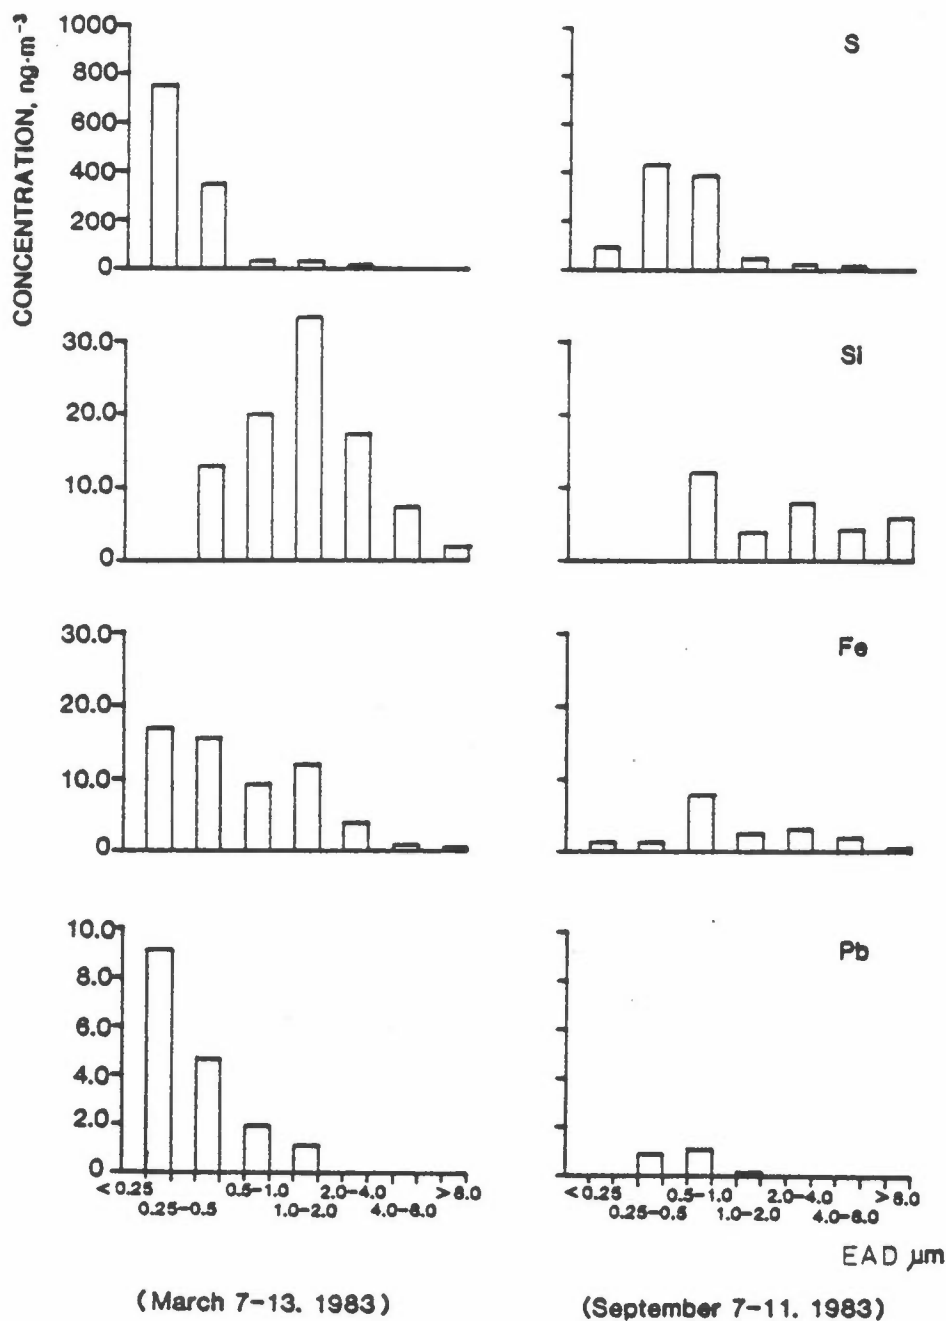 CONCENTRATION, ng·m⁻³
1000
800
600
400
200
0
S
30.0
20.0
10.0
0
Si
30.0
20.0
10.0
0
Fe
10.0
8.0
6.0
4.0
2.0
0
Pb
<0.25 0.5-1.0 2.0-4.0 >6.0
0.25-0.5 1.0-2.0 4.0-6.0
<0.25 0.5-1.0 2.0-4.0 >6.0
0.25-0.5 1.0-2.0 4.0-6.0
EAD µm
(March 7-13. 1983)
(September 7-11. 1983)